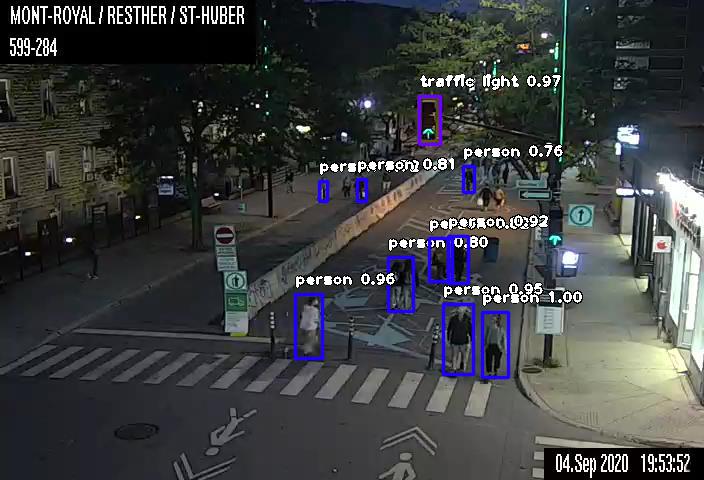 MONT-ROYAL / RESTHER / ST-HUBER
599-284
traffic light 0.97
person 0.81
person 0.76
0.92
person 0.80
person 0.96
person 0.95
person 1.00
04.Sep 2020 19:53:52